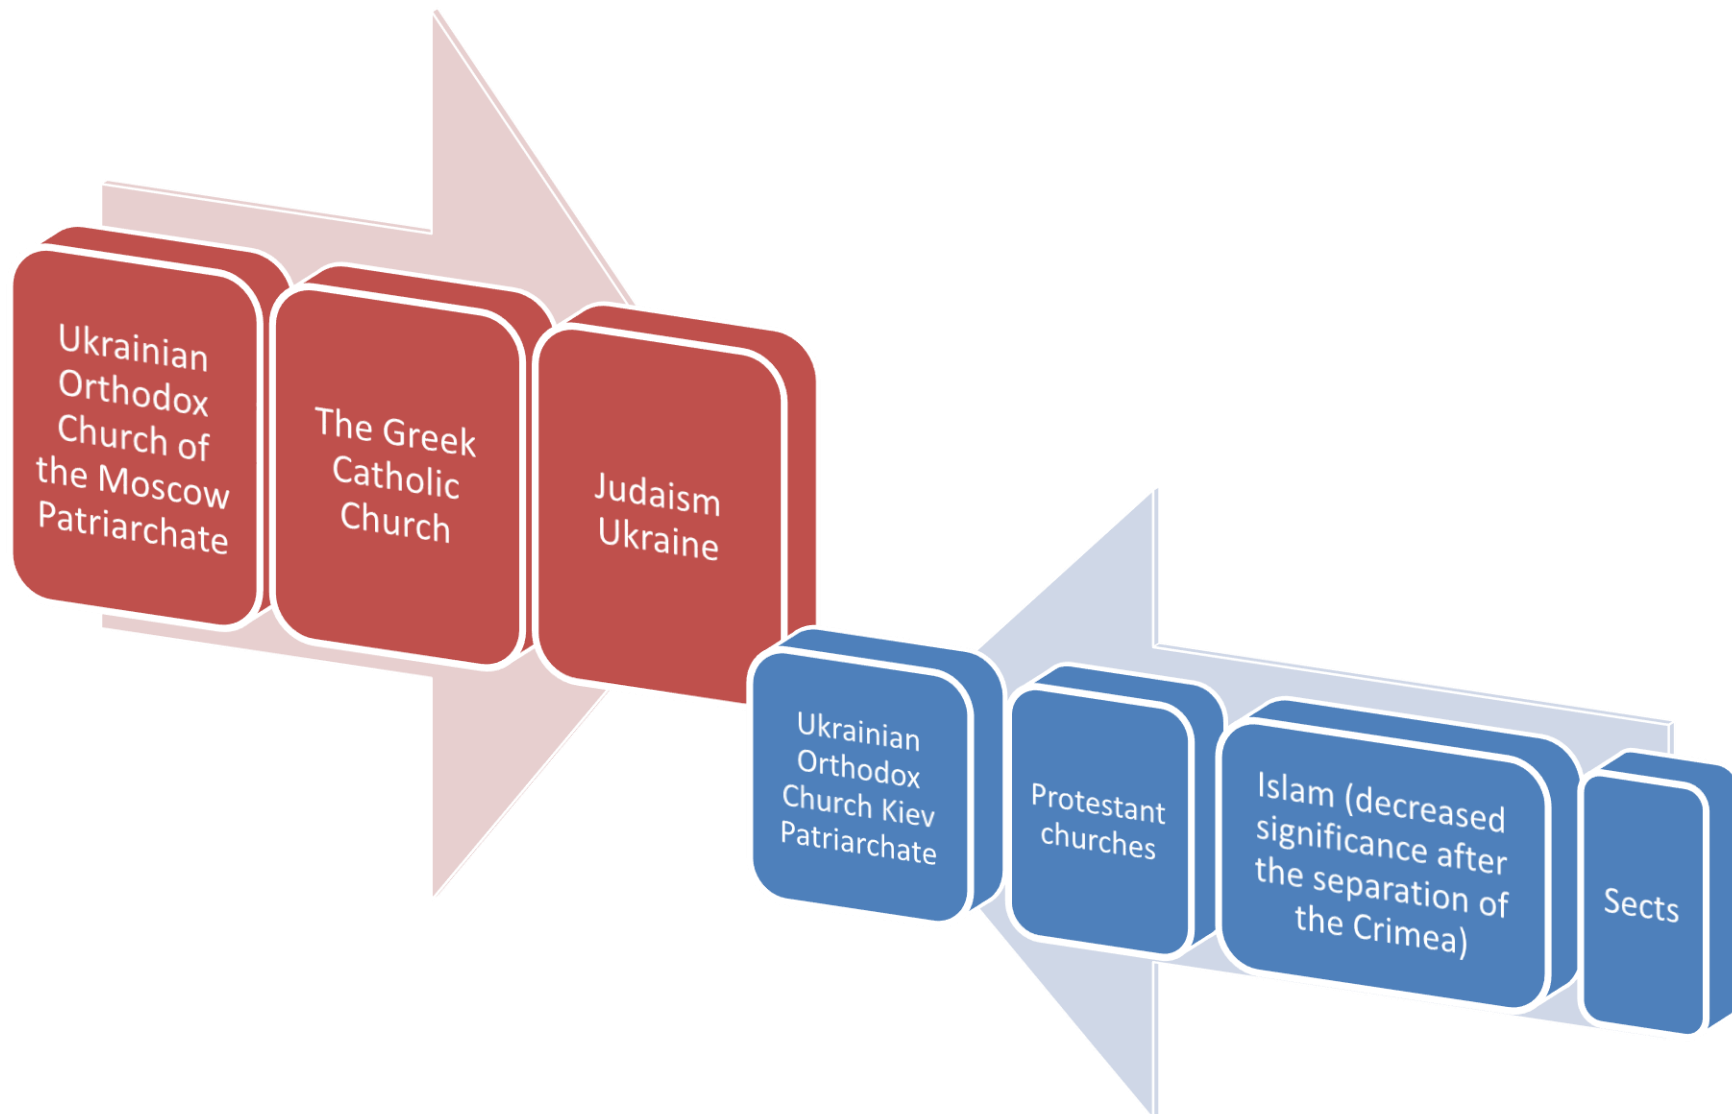 Ukrainian
Orthodox
Church of
the Moscow
Patriarchate
The Greek
Catholic
Church
Judaism
Ukraine
Ukrainian
Orthodox
Church Kiev
Patriarchate
Protestant
churches
Islam (decreased
significance after
the separation of
the Crimea)
Sects